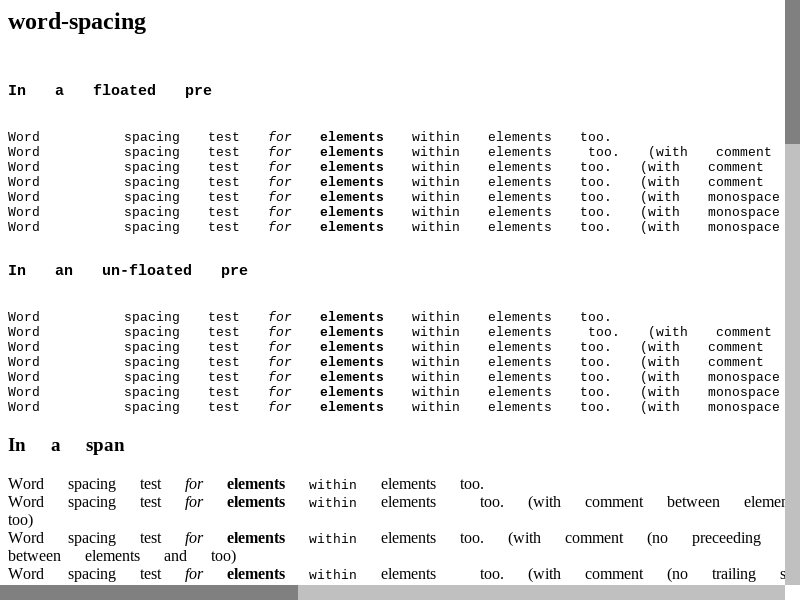 word-spacing
In a floated pre
Word spacing test for elements within elements too.
Word spacing test for elements within elements too. (with comment
Word spacing test for elements within elements too. (with comment
Word spacing test for elements within elements too. (with comment
Word spacing test for elements within elements too. (with monospace
Word spacing test for elements within elements too. (with monospace
Word spacing test for elements within elements too. (with monospace
In an un-floated pre
Word spacing test for elements within elements too.
Word spacing test for elements within elements too. (with comment
Word spacing test for elements within elements too. (with comment
Word spacing test for elements within elements too. (with comment
Word spacing test for elements within elements too. (with monospace
Word spacing test for elements within elements too. (with monospace
Word spacing test for elements within elements too. (with monospace
In a span
Word spacing test for elements within elements too.
Word spacing test for elements within elements too. (with comment between
too)
Word spacing test for elements within elements too. (with comment (no preceeding
between elements and too)
Word spacing test for elements within elements too. (with comment (no trailing